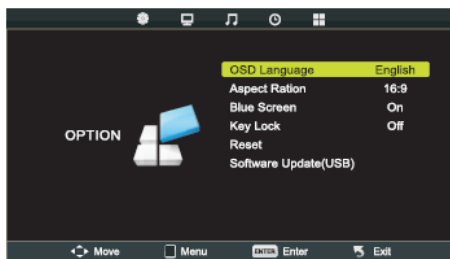 OSD Language English
Aspect Ration 16:9
Blue Screen On
Key Lock Off
OPTION
Reset
Software Update(USB)
Move Menu ENTER Enter Exit